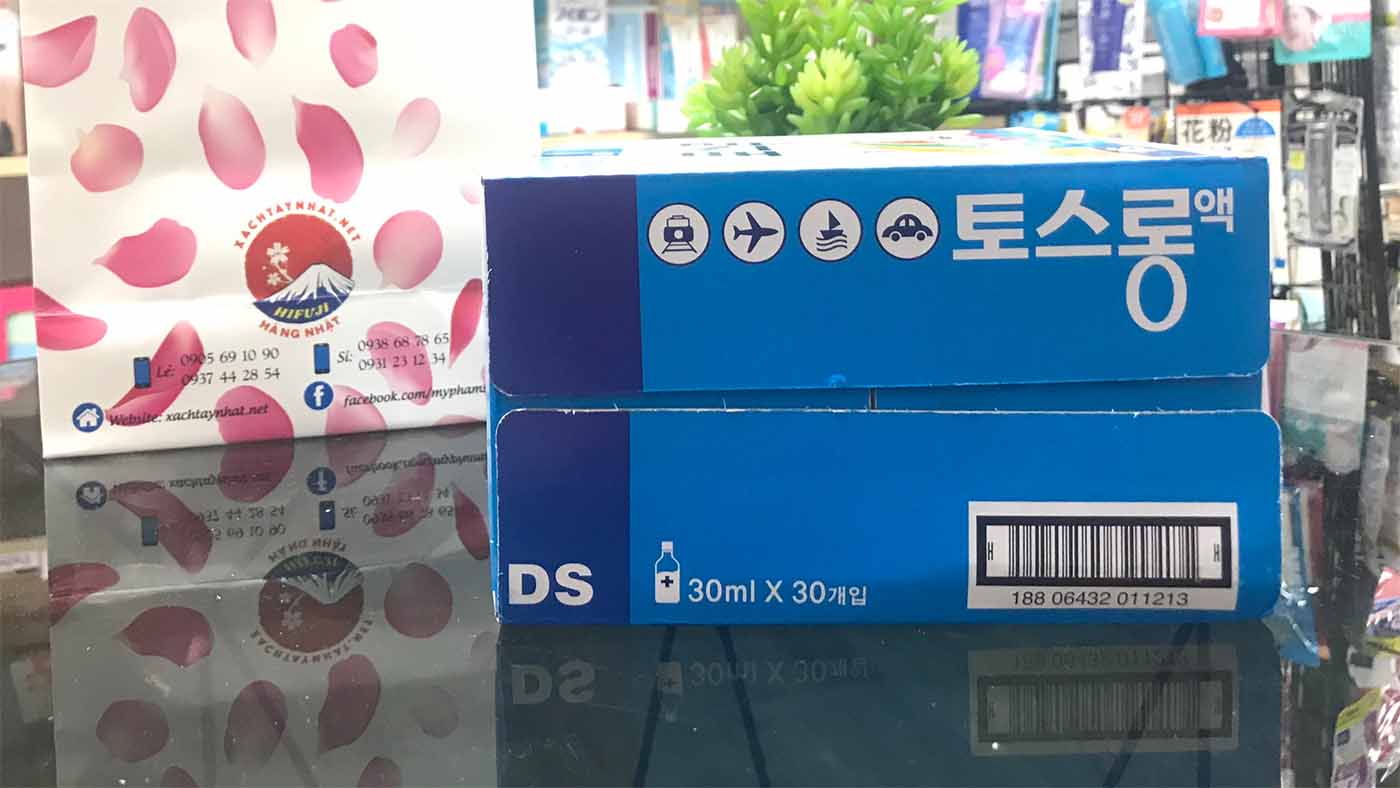 XACHTAYNHAT.NET
HIFUJI
HÀNG NHẬT
Lẻ: 0905 69 10 90
0937 44 28 54
Sỉ: 0938 68 78 65
0931 23 12 34
facebook.com/mypham
Website: xachtaynhat.net
花粉
토스롱액
DS
30ml X 30개입
H H
188 06432 011213